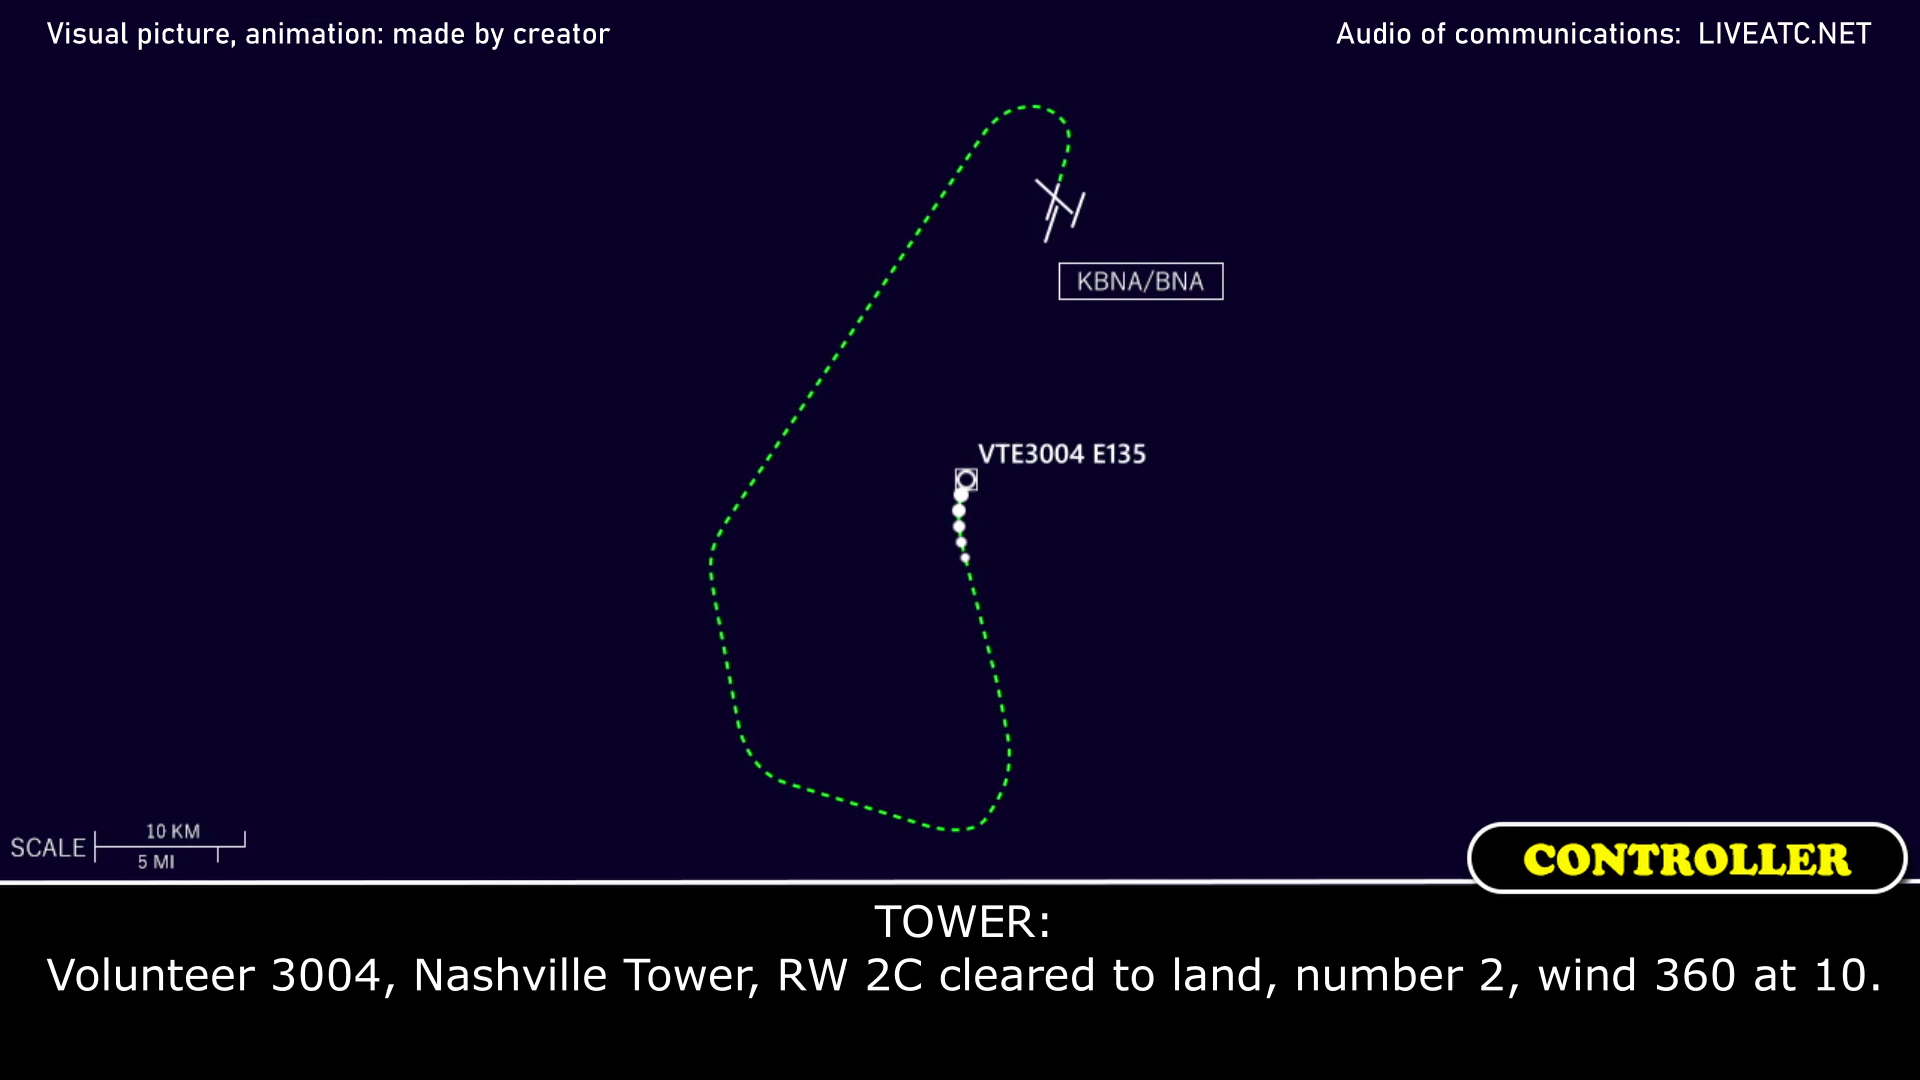 Visual picture, animation: made by creator
Audio of communications: LIVEATC.NET
KBNA/BNA
VTE3004 E135
SCALE
10 KM
5 MI
CONTROLLER
TOWER:
Volunteer 3004, Nashville Tower, RW 2C cleared to land, number 2, wind 360 at 10.